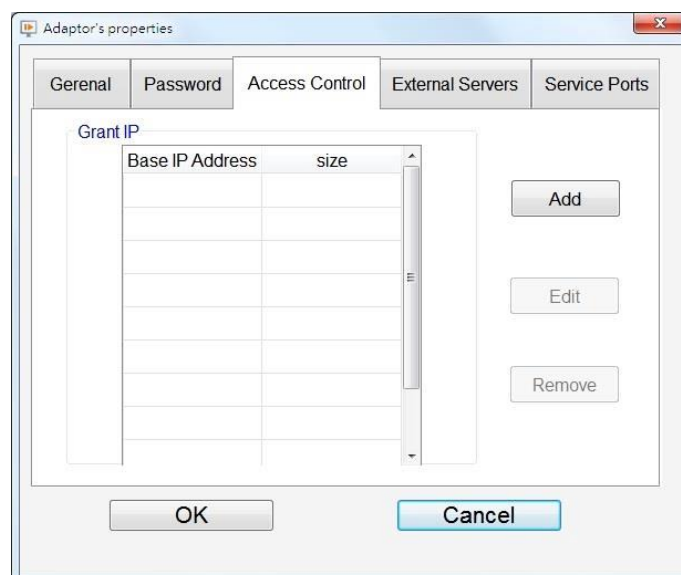 Adaptor's properties
Gerenal Password Access Control External Servers Service Ports
Grant IP
Base IP Address size
Add
Edit
Remove
OK Cancel